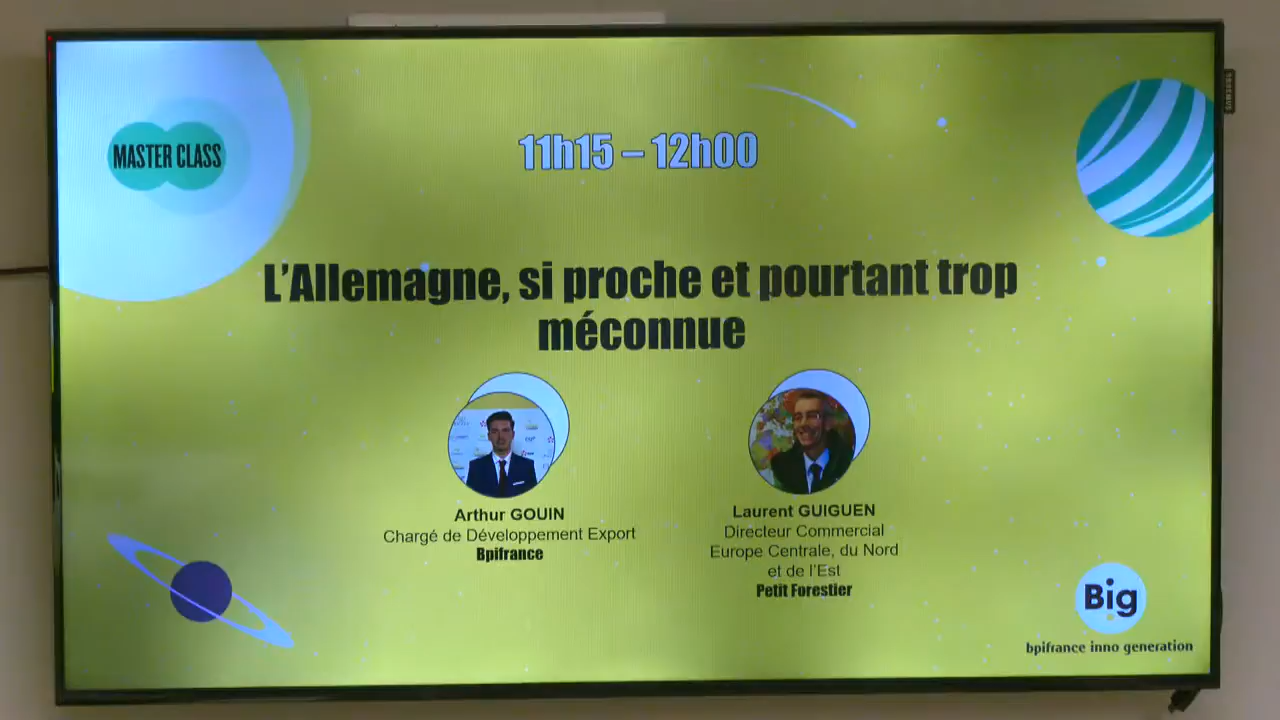 MASTER CLASS
11h15 – 12h00
L'Allemagne, si proche et pourtant trop
méconnue
Arthur GOUIN
Chargé de Développement Export
Bpifrance
Laurent GUIGUEN
Directeur Commercial
Europe Centrale, du Nord
et de l'Est
Petit Forestier
Big
bpifrance inno generation